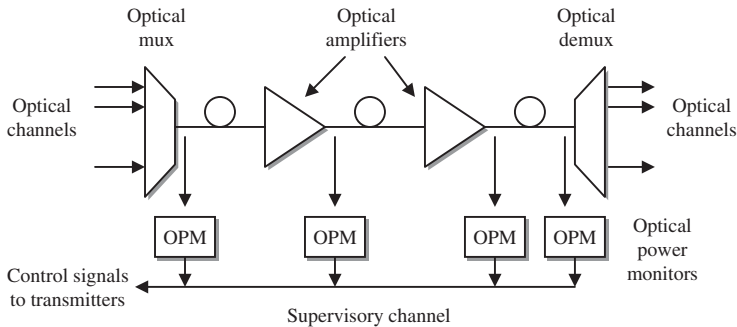 Optical
mux
Optical
amplifiers
Optical
demux
Optical
channels
Optical
channels
OPM
OPM
OPM
OPM
Optical
power
monitors
Control signals
to transmitters
Supervisory channel